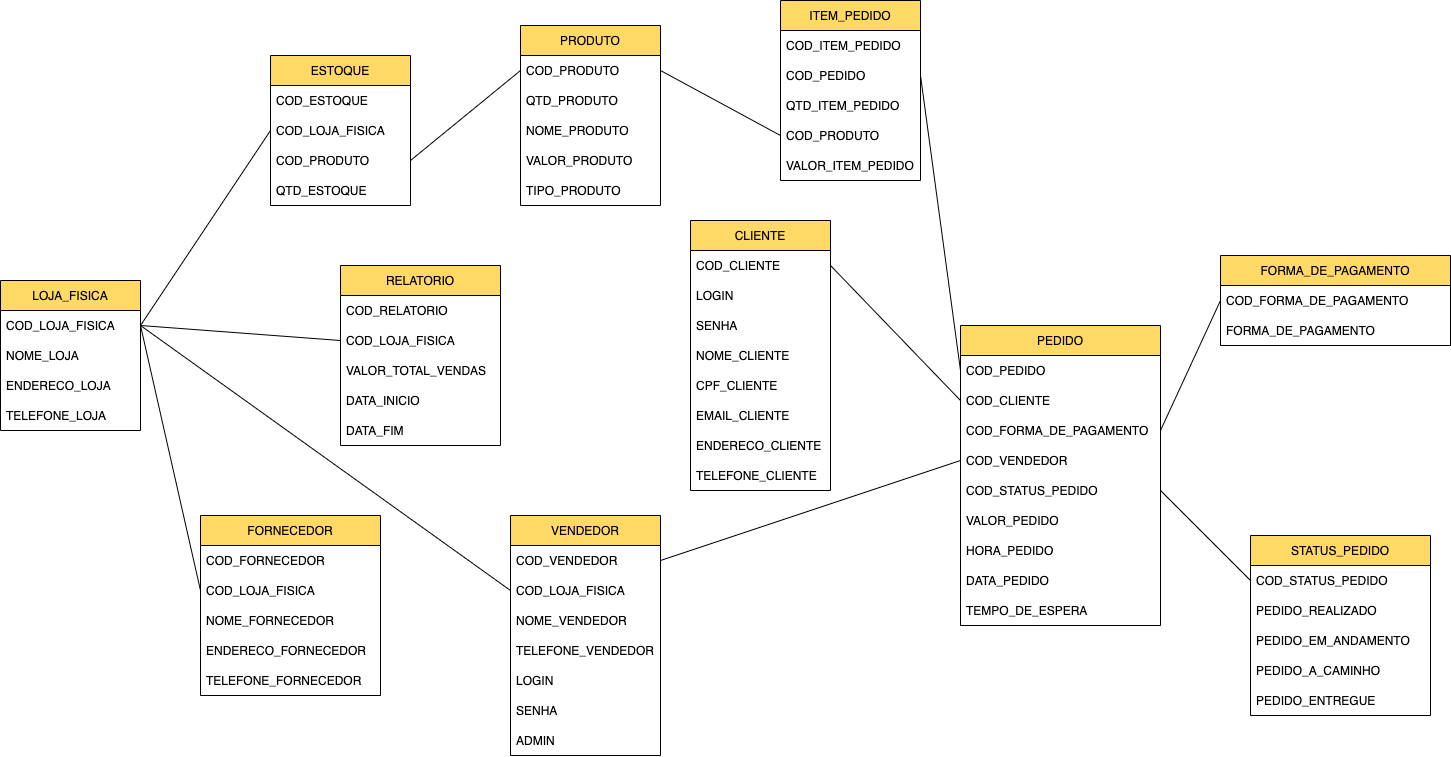 ITEM_PEDIDO
COD_ITEM_PEDIDO
COD_PEDIDO
QTD_ITEM_PEDIDO
COD_PRODUTO
VALOR_ITEM_PEDIDO
PRODUTO
COD_PRODUTO
QTD_PRODUTO
NOME_PRODUTO
VALOR_PRODUTO
TIPO_PRODUTO
ESTOQUE
COD_ESTOQUE
COD_LOJA_FISICA
COD_PRODUTO
QTD_ESTOQUE
CLIENTE
COD_CLIENTE
LOGIN
SENHA
NOME_CLIENTE
CPF_CLIENTE
EMAIL_CLIENTE
ENDERECO_CLIENTE
TELEFONE_CLIENTE
FORMA_DE_PAGAMENTO
COD_FORMA_DE_PAGAMENTO
FORMA_DE_PAGAMENTO
RELATORIO
COD_RELATORIO
COD_LOJA_FISICA
VALOR_TOTAL_VENDAS
DATA_INICIO
DATA_FIM
LOJA_FISICA
COD_LOJA_FISICA
NOME_LOJA
ENDERECO_LOJA
TELEFONE_LOJA
PEDIDO
COD_PEDIDO
COD_CLIENTE
COD_FORMA_DE_PAGAMENTO
COD_VENDEDOR
COD_STATUS_PEDIDO
VALOR_PEDIDO
HORA_PEDIDO
DATA_PEDIDO
TEMPO_DE_ESPERA
FORNECEDOR
COD_FORNECEDOR
COD_LOJA_FISICA
NOME_FORNECEDOR
ENDERECO_FORNECEDOR
TELEFONE_FORNECEDOR
VENDEDOR
COD_VENDEDOR
COD_LOJA_FISICA
NOME_VENDEDOR
TELEFONE_VENDEDOR
LOGIN
SENHA
ADMIN
STATUS_PEDIDO
COD_STATUS_PEDIDO
PEDIDO_REALIZADO
PEDIDO_EM_ANDAMENTO
PEDIDO_A_CAMINHO
PEDIDO_ENTREGUE